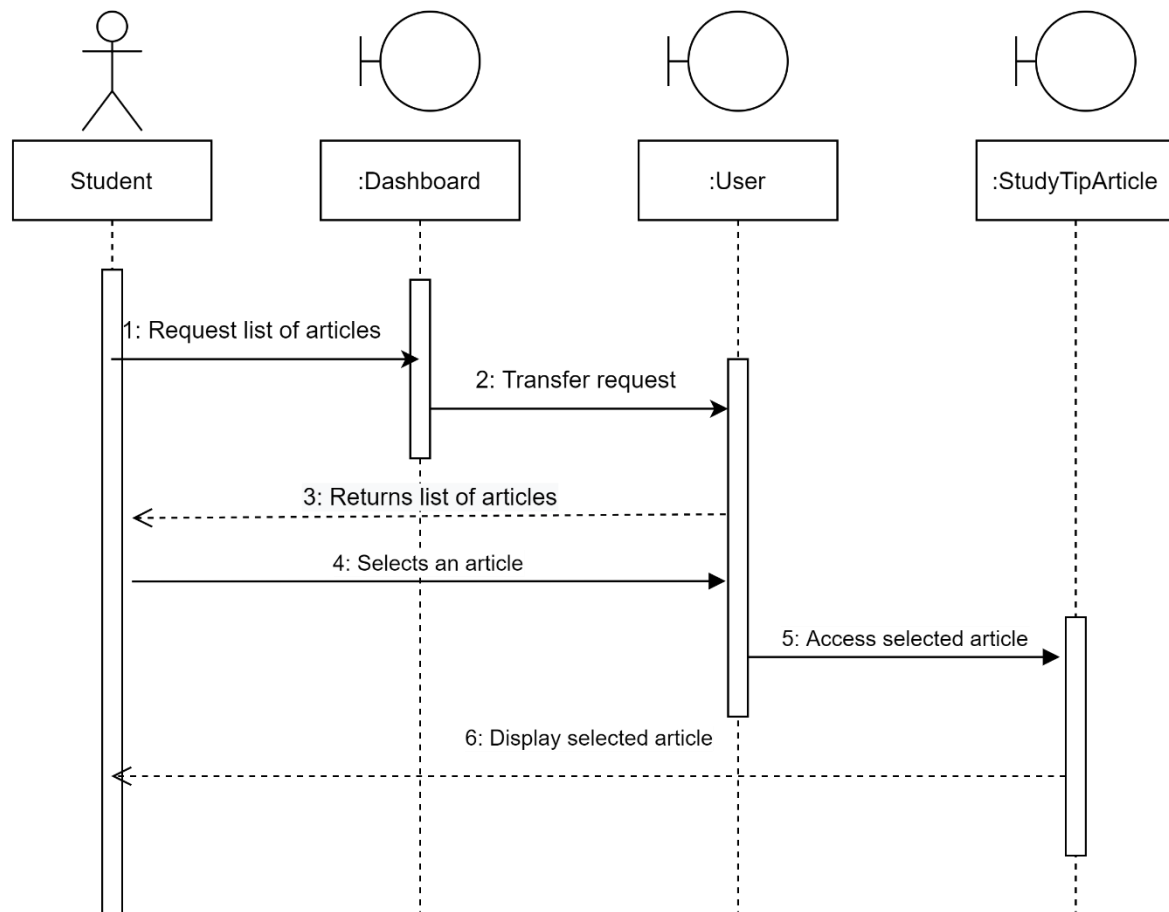 Student
:Dashboard
:User
:StudyTipArticle
1: Request list of articles
2: Transfer request
3: Returns list of articles
4: Selects an article
5: Access selected article
6: Display selected article